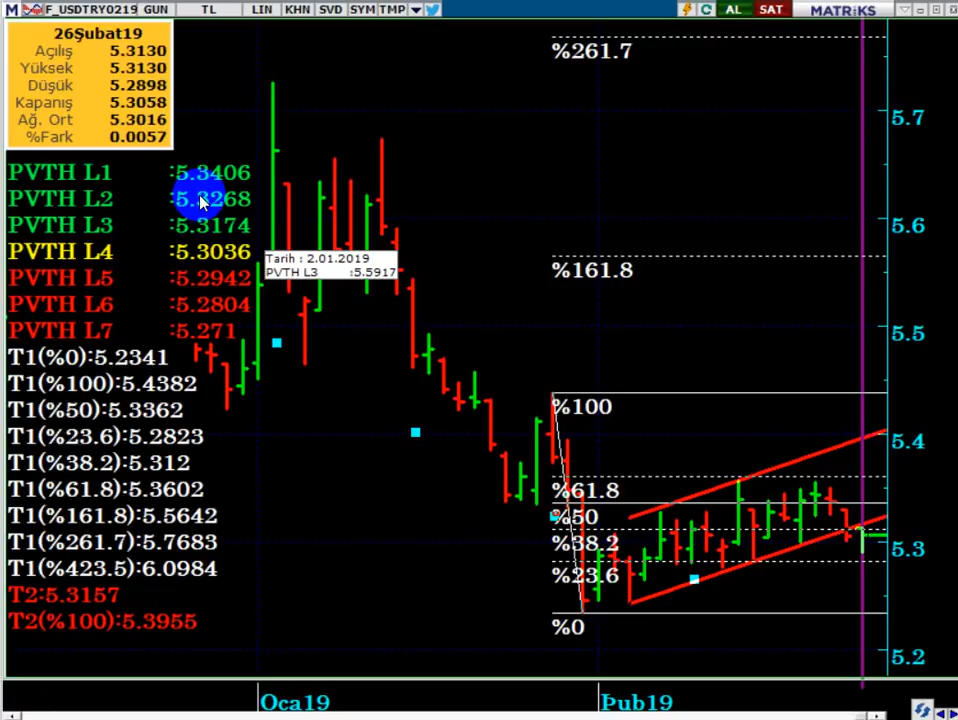 M F_USDTRY0219 GUN TL LIN KHN SVD SYM TMP AL SAT MATRiKS
26Şubat19
Açılış 5.3130
Yüksek 5.3130
Düşük 5.2898
Kapanış 5.3058
Ağ. Ort 5.3016
%Fark 0.0057
PVTH L1 :5.3406
PVTH L2 :5.3268
PVTH L3 :5.3174
PVTH L4 :5.3036
PVTH L5 :5.2942
PVTH L6 :5.2804
PVTH L7 :5.271
T1(%0):5.2341
T1(%100):5.4382
T1(%50):5.3362
T1(%23.6):5.2823
T1(%38.2):5.312
T1(%61.8):5.3602
T1(%161.8):5.5642
T1(%261.7):5.7683
T1(%423.5):6.0984
T2:5.3157
T2(%100):5.3955
Tarih : 2.01.2019
PVTH L3 :5.5917
%261.7
%161.8
%100
%61.8
%50
%38.2
%23.6
%0
5.7
5.6
5.5
5.4
5.3
5.2
Oca19
Þub19